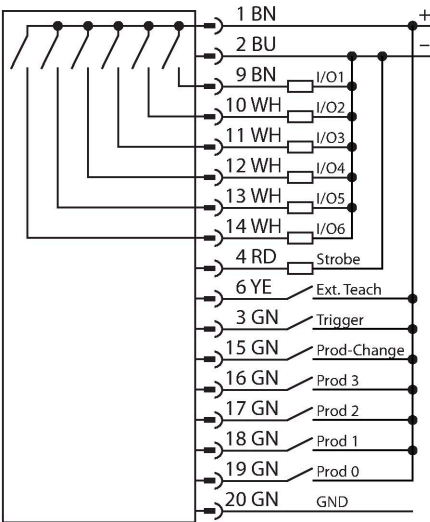 1 BN +
2 BU −
9 BN I/O1
10 WH I/O2
11 WH I/O3
12 WH I/O4
13 WH I/O5
14 WH I/O6
4 RD Strobe
6 YE Ext. Teach
3 GN Trigger
15 GN Prod-Change
16 GN Prod 3
17 GN Prod 2
18 GN Prod 1
19 GN Prod 0
20 GN GND